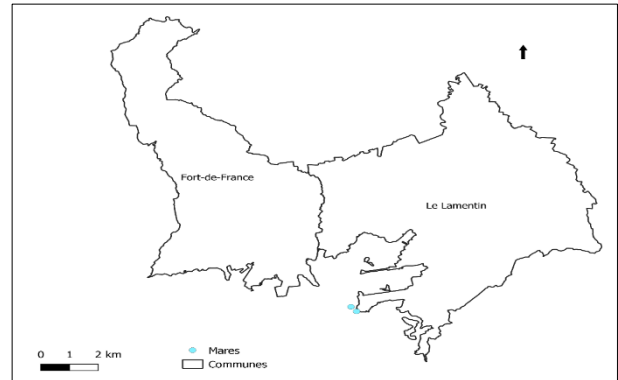 Fort-de-France
Le Lamentin
0 1 2 km
Mares
Communes